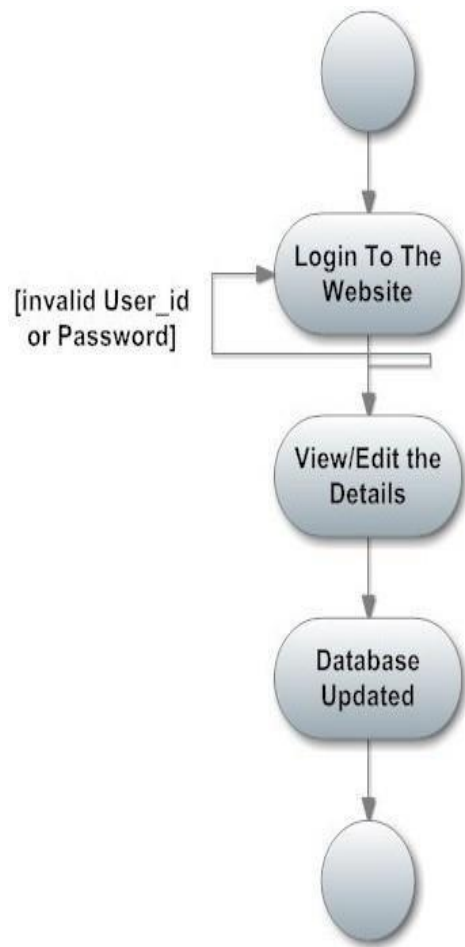 Login To The
Website
[invalid User_id
or Password]
View/Edit the
Details
Database
Updated